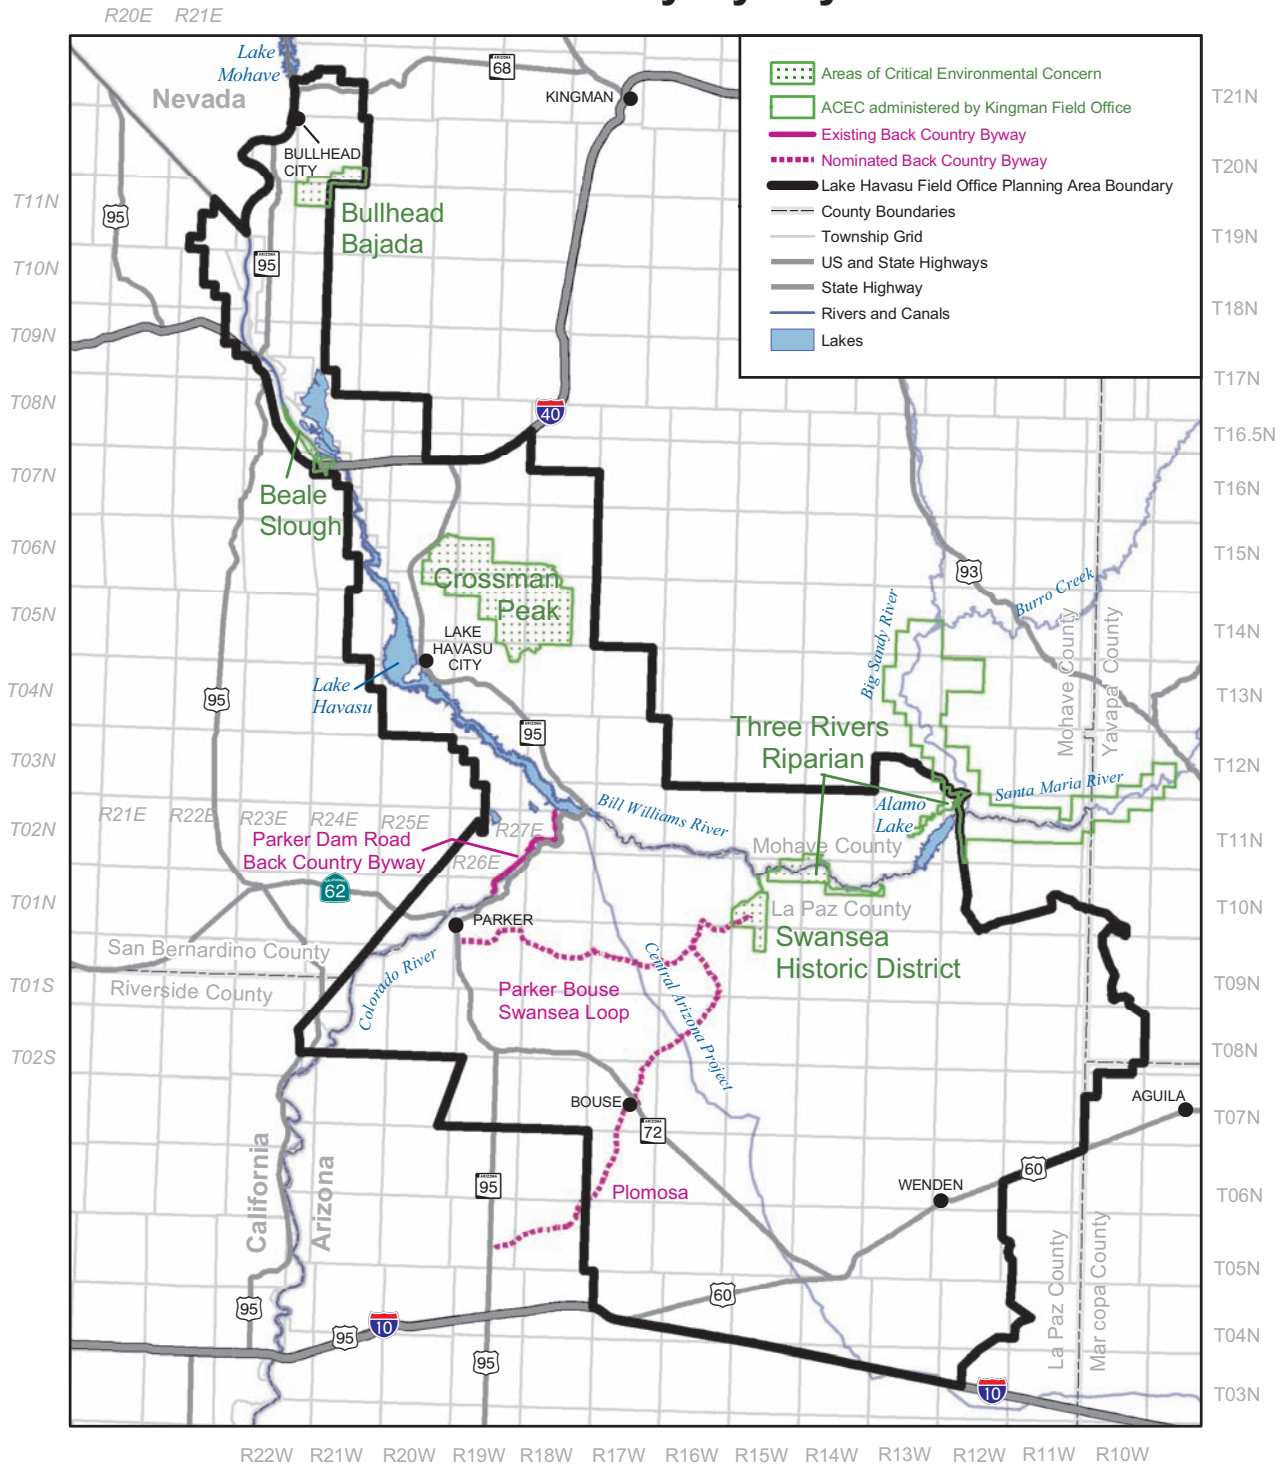 R20E R21E
Lake
Mohave
Nevada
ARIZONA
68
KINGMAN
BULLHEAD
CITY
Areas of Critical Environmental Concern
ACEC administered by Kingman Field Office
Existing Back Country Byway
Nominated Back Country Byway
Lake Havasu Field Office Planning Area Boundary
County Boundaries
Township Grid
US and State Highways
State Highway
Rivers and Canals
Lakes
T21N
T20N
T19N
T18N
T17N
T16.5N
T16N
T15N
T14N
T13N
T12N
T11N
T10N
T09N
T08N
T07N
T06N
T05N
T04N
T03N
T11N
T10N
T09N
T08N
T07N
T06N
T05N
T04N
T03N
T02N
T01N
T01S
T02S
95
Bullhead
Bajada
ARIZONA
95
40
Beale
Slough
Crossman
Peak
93
Burro Creek
Big Sandy River
Mohave County
Yavapai County
LAKE
HAVASU
CITY
Lake
Havasu
95
ARIZONA
95
Three Rivers
Riparian
Santa Maria River
Alamo
Lake
Bill Williams River
R21E R22E R23E R24E R25E R27E
R26E
Parker Dam Road
Back Country Byway
Mohave County
CALIFORNIA
62
La Paz County
PARKER
Swansea
Historic District
San Bernardino County
Riverside County
Colorado River
Parker Bouse
Swansea Loop
Central Arizona Project
BOUSE
ARIZONA
72
AGUILA
California
Arizona
ARIZONA
95
Plomosa
WENDEN
60
La Paz County
Mar copa County
60
95
95
10
95
10
R22W R21W R20W R19W R18W R17W R16W R15W R14W R13W R12W R11W R10W